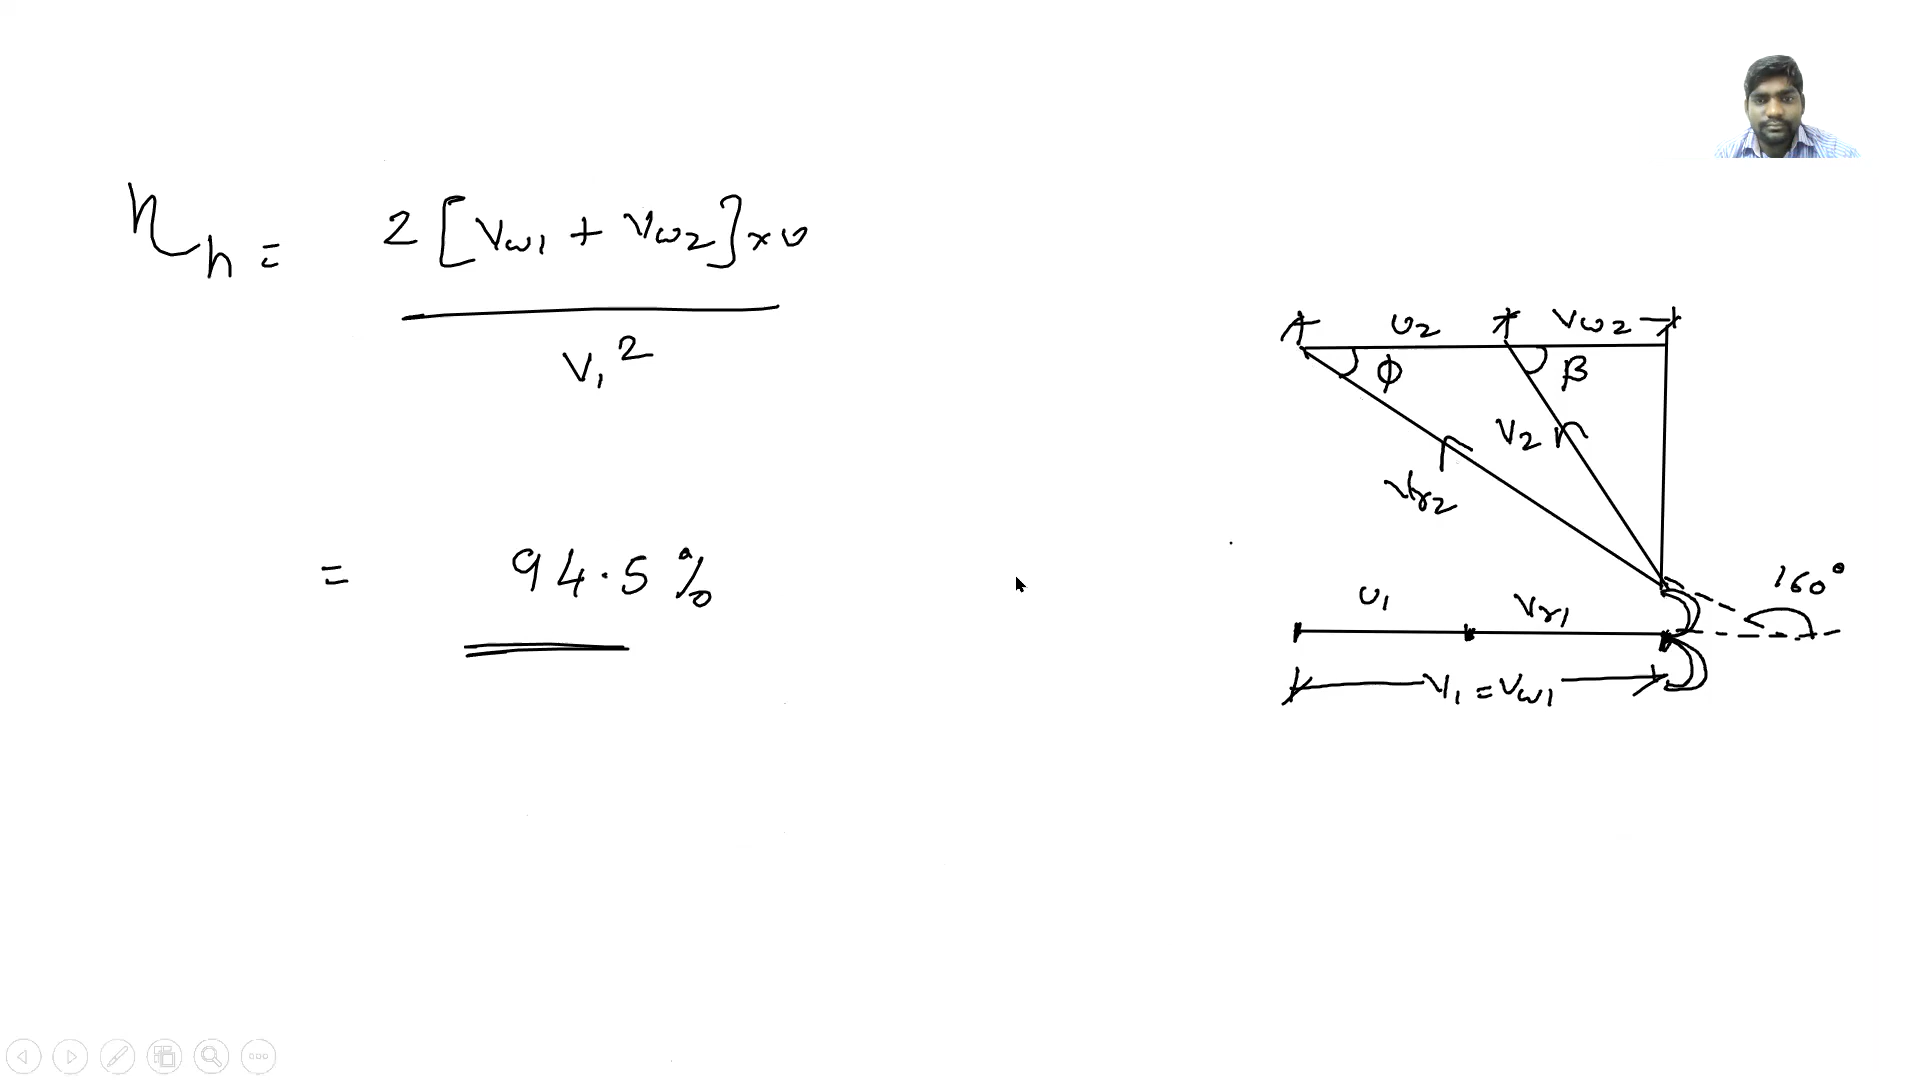 ηh = 2 [Vw1 + Vw2] × u
V1²
= 94.5 %
u2 Vw2
ϕ β
V2
Vr2
160°
u1 Vr1
V1 = Vw1